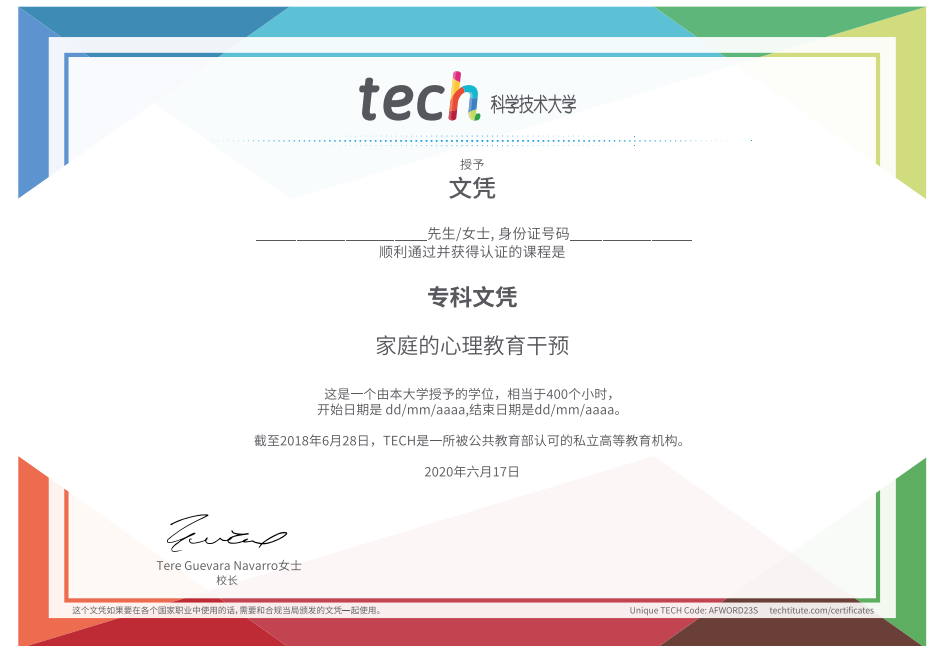 tech 科学技术大学
授予
文凭
先生/女士, 身份证号码
顺利通过并获得认证的课程是
专科文凭
家庭的心理教育干预
这是一个由本大学授予的学位，相当于400个小时，
开始日期是 dd/mm/aaaa,结束日期是dd/mm/aaaa。
截至2018年6月28日，TECH是一所被公共教育部认可的私立高等教育机构。
2020年六月17日
Tere Guevara Navarro女士
校长
这个文凭如果要在各个国家职业中使用的话,需要和合规当局颁发的文凭一起使用。
Unique TECH Code: AFWORD23S techtitute.com/certificates